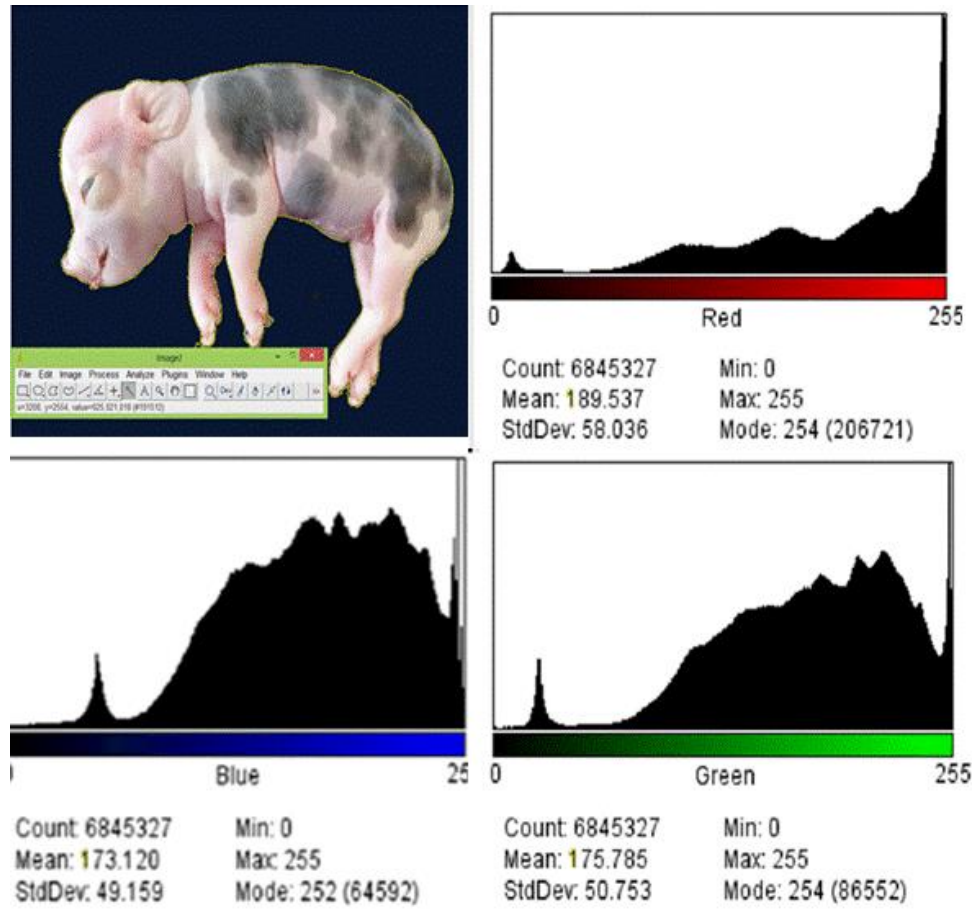 ImageJ
File Edit Image Process Analyze Plugins Window Help
0 255
Red
Count: 6845327 Min: 0
Mean: 189.537 Max: 255
StdDev: 58.036 Mode: 254 (206721)
25
Blue
Count: 6845327 Min: 0
Mean: 173.120 Max: 255
StdDev: 49.159 Mode: 252 (64592)
0 255
Green
Count: 6845327 Min: 0
Mean: 175.785 Max: 255
StdDev: 50.753 Mode: 254 (86552)